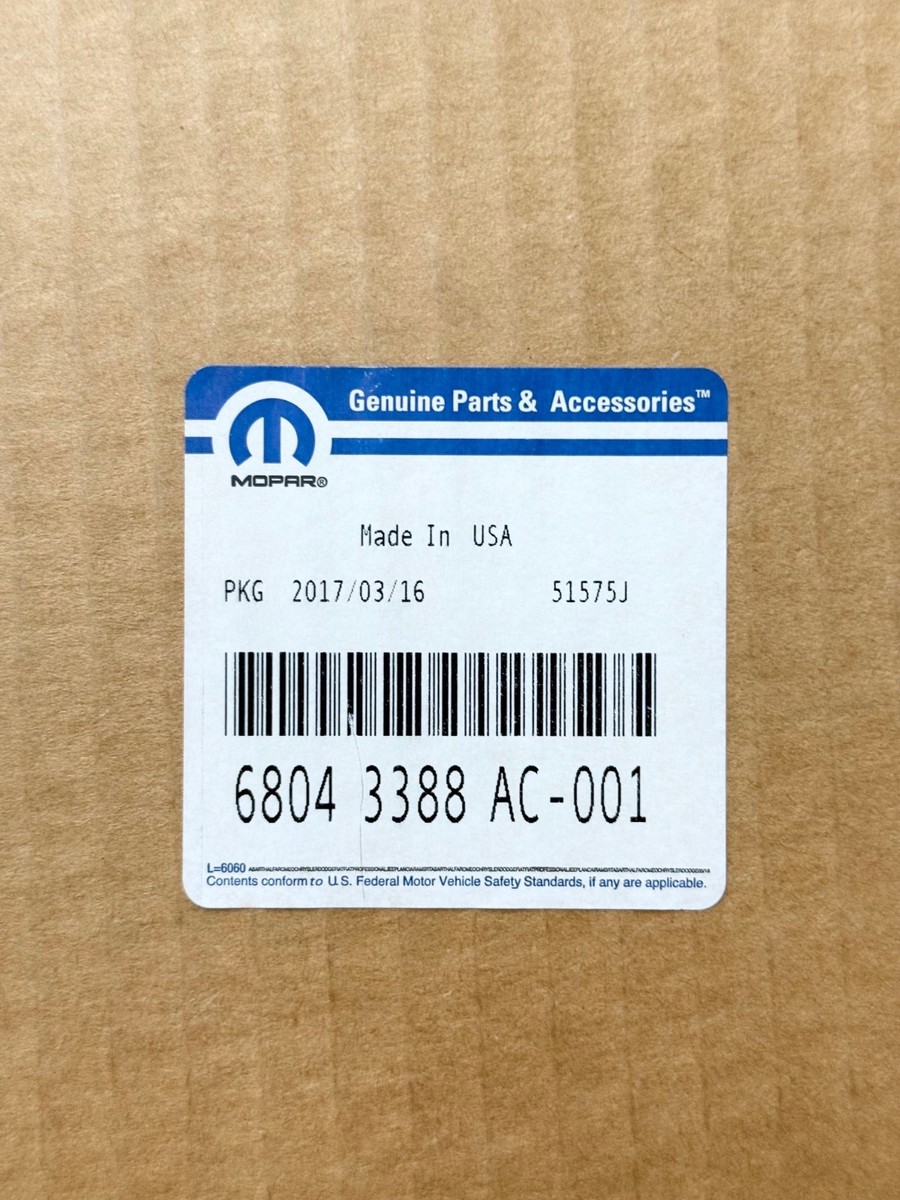 Genuine Parts & Accessories™
MOPAR®
Made In USA
PKG 2017/03/16 51575J
6804 3388 AC-001
L=6060
Contents conform to U.S. Federal Motor Vehicle Safety Standards, if any are applicable.